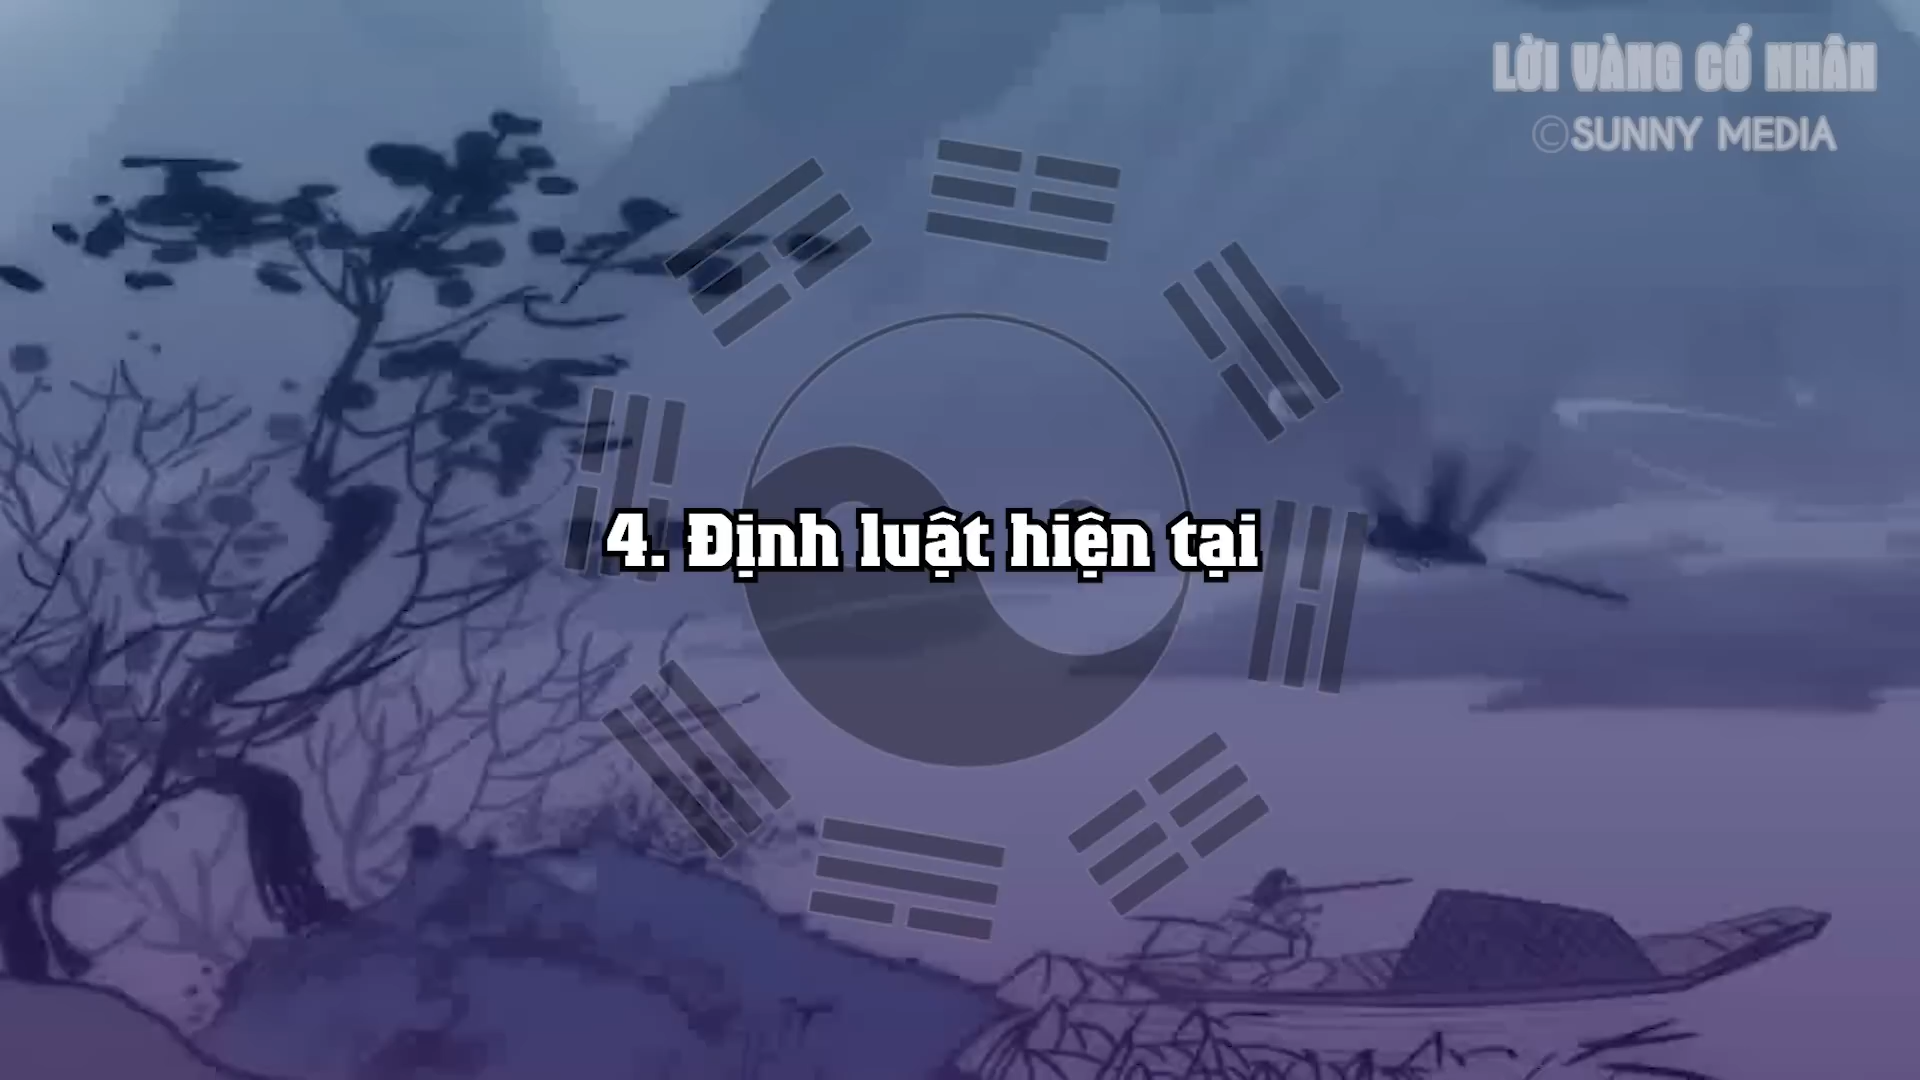 LỜI VÀNG CỔ NHÂN
©SUNNY MEDIA
4. Định luật hiện tại